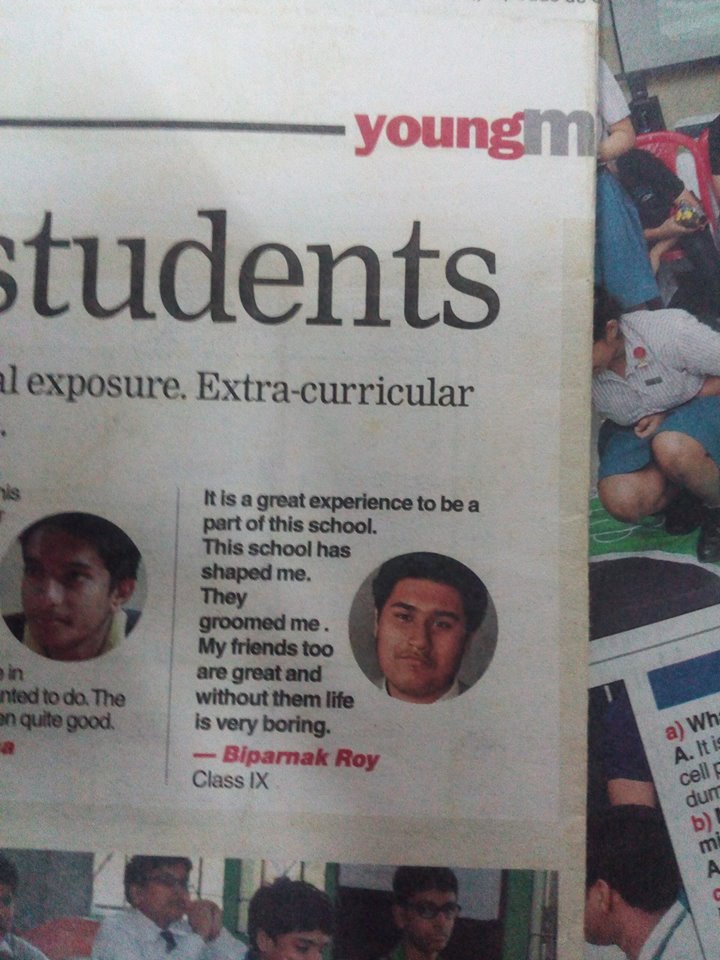 youngm
students
al exposure. Extra-curricular
It is a great experience to be a
part of this school.
This school has
shaped me.
They
groomed me .
My friends too
are great and
without them life
is very boring.
— Biparnak Roy
Class IX
his
r
e in
nted to do. The
en quite good.
a
a) Wh
A. It is
cell p
dum
b)
mi
A